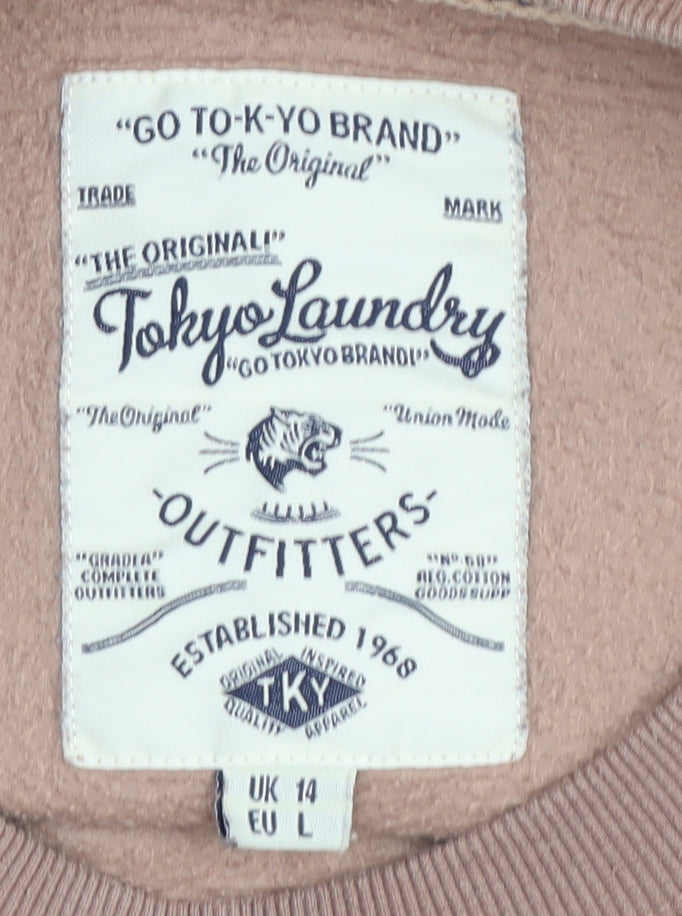 “GO TO-K-YO BRAND”
“The Original”
TRADE MARK
“THE ORIGINAL!”
Tokyo Laundry
“GO TOKYO BRAND!”
“The Original” “Union Made
OUTFITTERS
COMPLETE
OUTFITTERS
REG.COTTON
GOODS SUPP
ESTABLISHED 1968
ORIGINAL INSPIRED
TKY
QUALITY APPAREL
UK 14
EU L